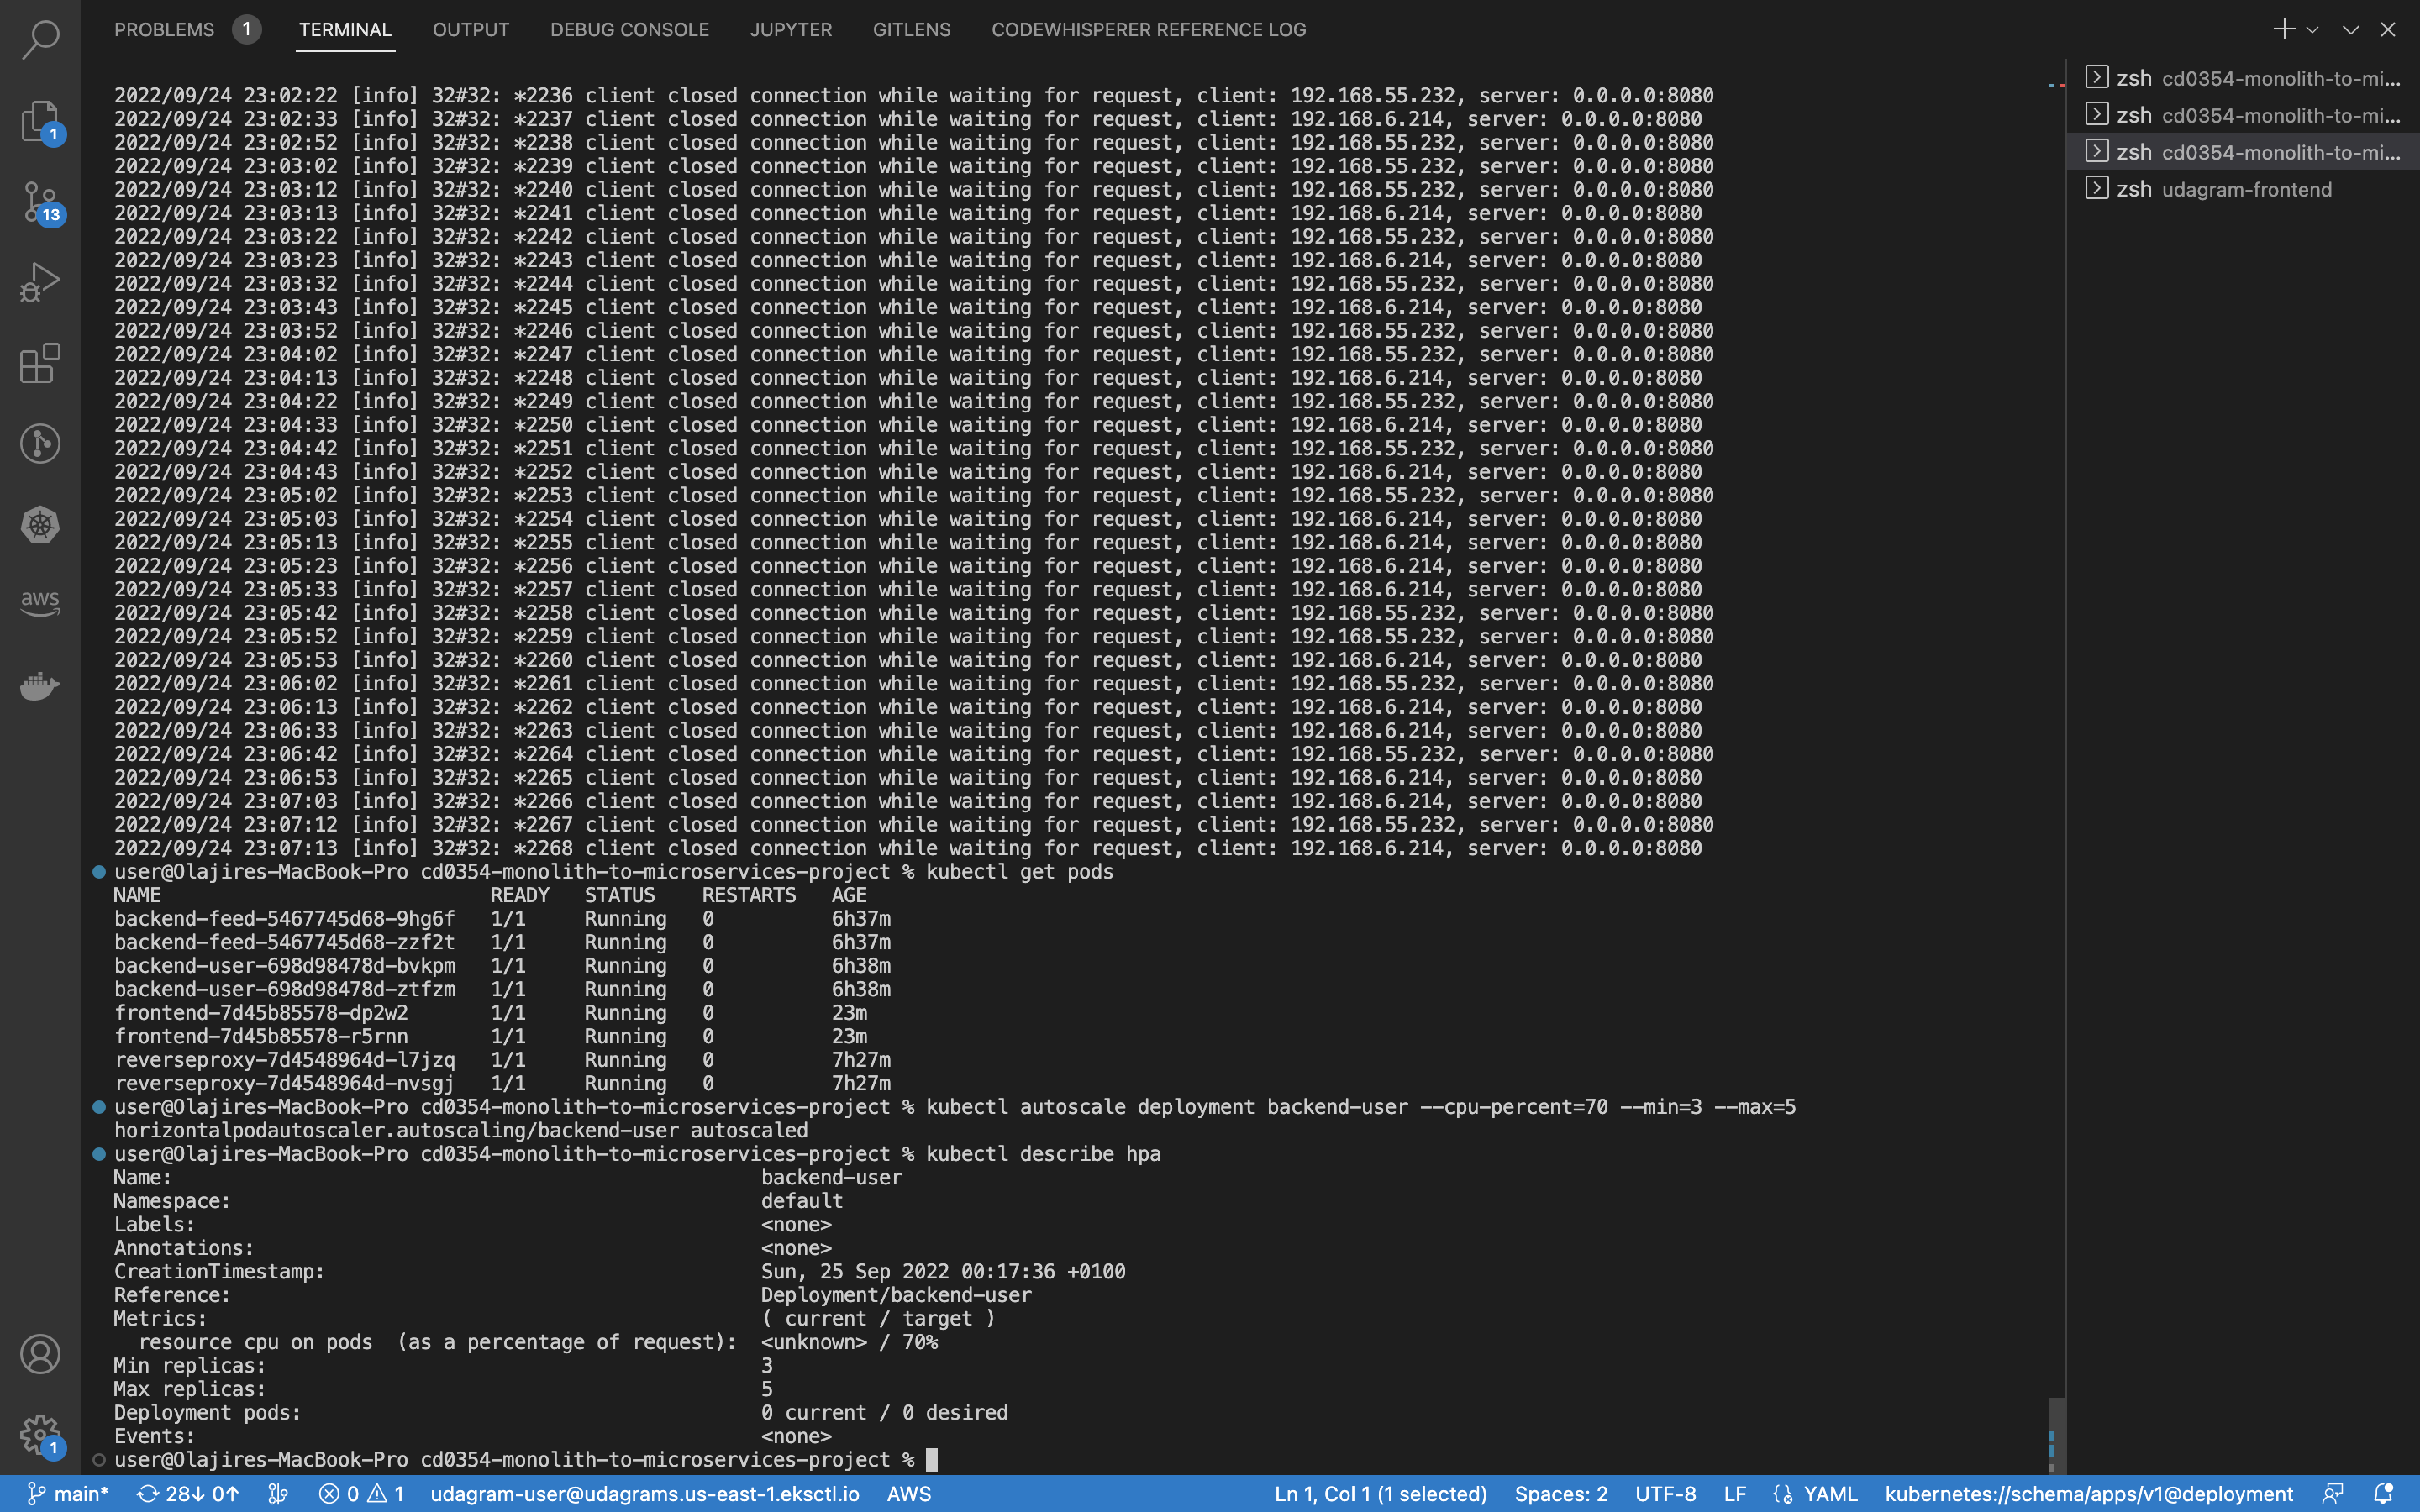 PROBLEMS 1 TERMINAL OUTPUT DEBUG CONSOLE JUPYTER GITLENS CODEWHISPERER REFERENCE LOG
zsh cd0354-monolith-to-mi...
zsh cd0354-monolith-to-mi...
zsh cd0354-monolith-to-mi...
zsh udagram-frontend
1
13
aws
1
2022/09/24 23:02:22 [info] 32#32: *2236 client closed connection while waiting for request, client: 192.168.55.232, server: 0.0.0.0:8080
2022/09/24 23:02:33 [info] 32#32: *2237 client closed connection while waiting for request, client: 192.168.6.214, server: 0.0.0.0:8080
2022/09/24 23:02:52 [info] 32#32: *2238 client closed connection while waiting for request, client: 192.168.55.232, server: 0.0.0.0:8080
2022/09/24 23:03:02 [info] 32#32: *2239 client closed connection while waiting for request, client: 192.168.55.232, server: 0.0.0.0:8080
2022/09/24 23:03:12 [info] 32#32: *2240 client closed connection while waiting for request, client: 192.168.55.232, server: 0.0.0.0:8080
2022/09/24 23:03:13 [info] 32#32: *2241 client closed connection while waiting for request, client: 192.168.6.214, server: 0.0.0.0:8080
2022/09/24 23:03:22 [info] 32#32: *2242 client closed connection while waiting for request, client: 192.168.55.232, server: 0.0.0.0:8080
2022/09/24 23:03:23 [info] 32#32: *2243 client closed connection while waiting for request, client: 192.168.6.214, server: 0.0.0.0:8080
2022/09/24 23:03:32 [info] 32#32: *2244 client closed connection while waiting for request, client: 192.168.55.232, server: 0.0.0.0:8080
2022/09/24 23:03:43 [info] 32#32: *2245 client closed connection while waiting for request, client: 192.168.6.214, server: 0.0.0.0:8080
2022/09/24 23:03:52 [info] 32#32: *2246 client closed connection while waiting for request, client: 192.168.55.232, server: 0.0.0.0:8080
2022/09/24 23:04:02 [info] 32#32: *2247 client closed connection while waiting for request, client: 192.168.55.232, server: 0.0.0.0:8080
2022/09/24 23:04:13 [info] 32#32: *2248 client closed connection while waiting for request, client: 192.168.6.214, server: 0.0.0.0:8080
2022/09/24 23:04:22 [info] 32#32: *2249 client closed connection while waiting for request, client: 192.168.55.232, server: 0.0.0.0:8080
2022/09/24 23:04:33 [info] 32#32: *2250 client closed connection while waiting for request, client: 192.168.6.214, server: 0.0.0.0:8080
2022/09/24 23:04:42 [info] 32#32: *2251 client closed connection while waiting for request, client: 192.168.55.232, server: 0.0.0.0:8080
2022/09/24 23:04:43 [info] 32#32: *2252 client closed connection while waiting for request, client: 192.168.6.214, server: 0.0.0.0:8080
2022/09/24 23:05:02 [info] 32#32: *2253 client closed connection while waiting for request, client: 192.168.55.232, server: 0.0.0.0:8080
2022/09/24 23:05:03 [info] 32#32: *2254 client closed connection while waiting for request, client: 192.168.6.214, server: 0.0.0.0:8080
2022/09/24 23:05:13 [info] 32#32: *2255 client closed connection while waiting for request, client: 192.168.6.214, server: 0.0.0.0:8080
2022/09/24 23:05:23 [info] 32#32: *2256 client closed connection while waiting for request, client: 192.168.6.214, server: 0.0.0.0:8080
2022/09/24 23:05:33 [info] 32#32: *2257 client closed connection while waiting for request, client: 192.168.6.214, server: 0.0.0.0:8080
2022/09/24 23:05:42 [info] 32#32: *2258 client closed connection while waiting for request, client: 192.168.55.232, server: 0.0.0.0:8080
2022/09/24 23:05:52 [info] 32#32: *2259 client closed connection while waiting for request, client: 192.168.55.232, server: 0.0.0.0:8080
2022/09/24 23:05:53 [info] 32#32: *2260 client closed connection while waiting for request, client: 192.168.6.214, server: 0.0.0.0:8080
2022/09/24 23:06:02 [info] 32#32: *2261 client closed connection while waiting for request, client: 192.168.55.232, server: 0.0.0.0:8080
2022/09/24 23:06:13 [info] 32#32: *2262 client closed connection while waiting for request, client: 192.168.6.214, server: 0.0.0.0:8080
2022/09/24 23:06:33 [info] 32#32: *2263 client closed connection while waiting for request, client: 192.168.6.214, server: 0.0.0.0:8080
2022/09/24 23:06:42 [info] 32#32: *2264 client closed connection while waiting for request, client: 192.168.55.232, server: 0.0.0.0:8080
2022/09/24 23:06:53 [info] 32#32: *2265 client closed connection while waiting for request, client: 192.168.6.214, server: 0.0.0.0:8080
2022/09/24 23:07:03 [info] 32#32: *2266 client closed connection while waiting for request, client: 192.168.6.214, server: 0.0.0.0:8080
2022/09/24 23:07:12 [info] 32#32: *2267 client closed connection while waiting for request, client: 192.168.55.232, server: 0.0.0.0:8080
2022/09/24 23:07:13 [info] 32#32: *2268 client closed connection while waiting for request, client: 192.168.6.214, server: 0.0.0.0:8080
user@Olajires-MacBook-Pro cd0354-monolith-to-microservices-project % kubectl get pods
NAME READY STATUS RESTARTS AGE
backend-feed-5467745d68-9hg6f 1/1 Running 0 6h37m
backend-feed-5467745d68-zzf2t 1/1 Running 0 6h37m
backend-user-698d98478d-bvkpm 1/1 Running 0 6h38m
backend-user-698d98478d-ztfzm 1/1 Running 0 6h38m
frontend-7d45b85578-dp2w2 1/1 Running 0 23m
frontend-7d45b85578-r5rnn 1/1 Running 0 23m
reverseproxy-7d4548964d-l7jzq 1/1 Running 0 7h27m
reverseproxy-7d4548964d-nvsgj 1/1 Running 0 7h27m
user@Olajires-MacBook-Pro cd0354-monolith-to-microservices-project % kubectl autoscale deployment backend-user --cpu-percent=70 --min=3 --max=5
horizontalpodautoscaler.autoscaling/backend-user autoscaled
user@Olajires-MacBook-Pro cd0354-monolith-to-microservices-project % kubectl describe hpa
Name: backend-user
Namespace: default
Labels: <none>
Annotations: <none>
CreationTimestamp: Sun, 25 Sep 2022 00:17:36 +0100
Reference: Deployment/backend-user
Metrics: ( current / target )
resource cpu on pods (as a percentage of request): <unknown> / 70%
Min replicas: 3
Max replicas: 5
Deployment pods: 0 current / 0 desired
Events: <none>
user@Olajires-MacBook-Pro cd0354-monolith-to-microservices-project %
main* 28↓ 0↑ 0 1 udagram-user@udagrams.us-east-1.eksctl.io AWS Ln 1, Col 1 (1 selected) Spaces: 2 UTF-8 LF YAML kubernetes://schema/apps/v1@deployment